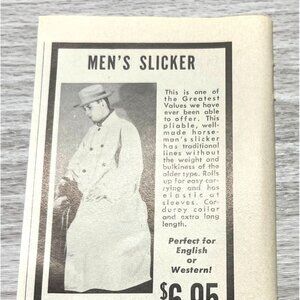 MEN'S SLICKER
This is one of
the Greatest
Values we have
ever been able
to offer. This
pliable, well-
made horse-
man's slicker
has traditional
lines without
the weight and
bulkiness of the
older type. Rolls
up for easy car-
rying and has
elastic at
sleeves. Cor-
duroy collar
and extra long
length.
Perfect for
English
or
Western!
$6.95